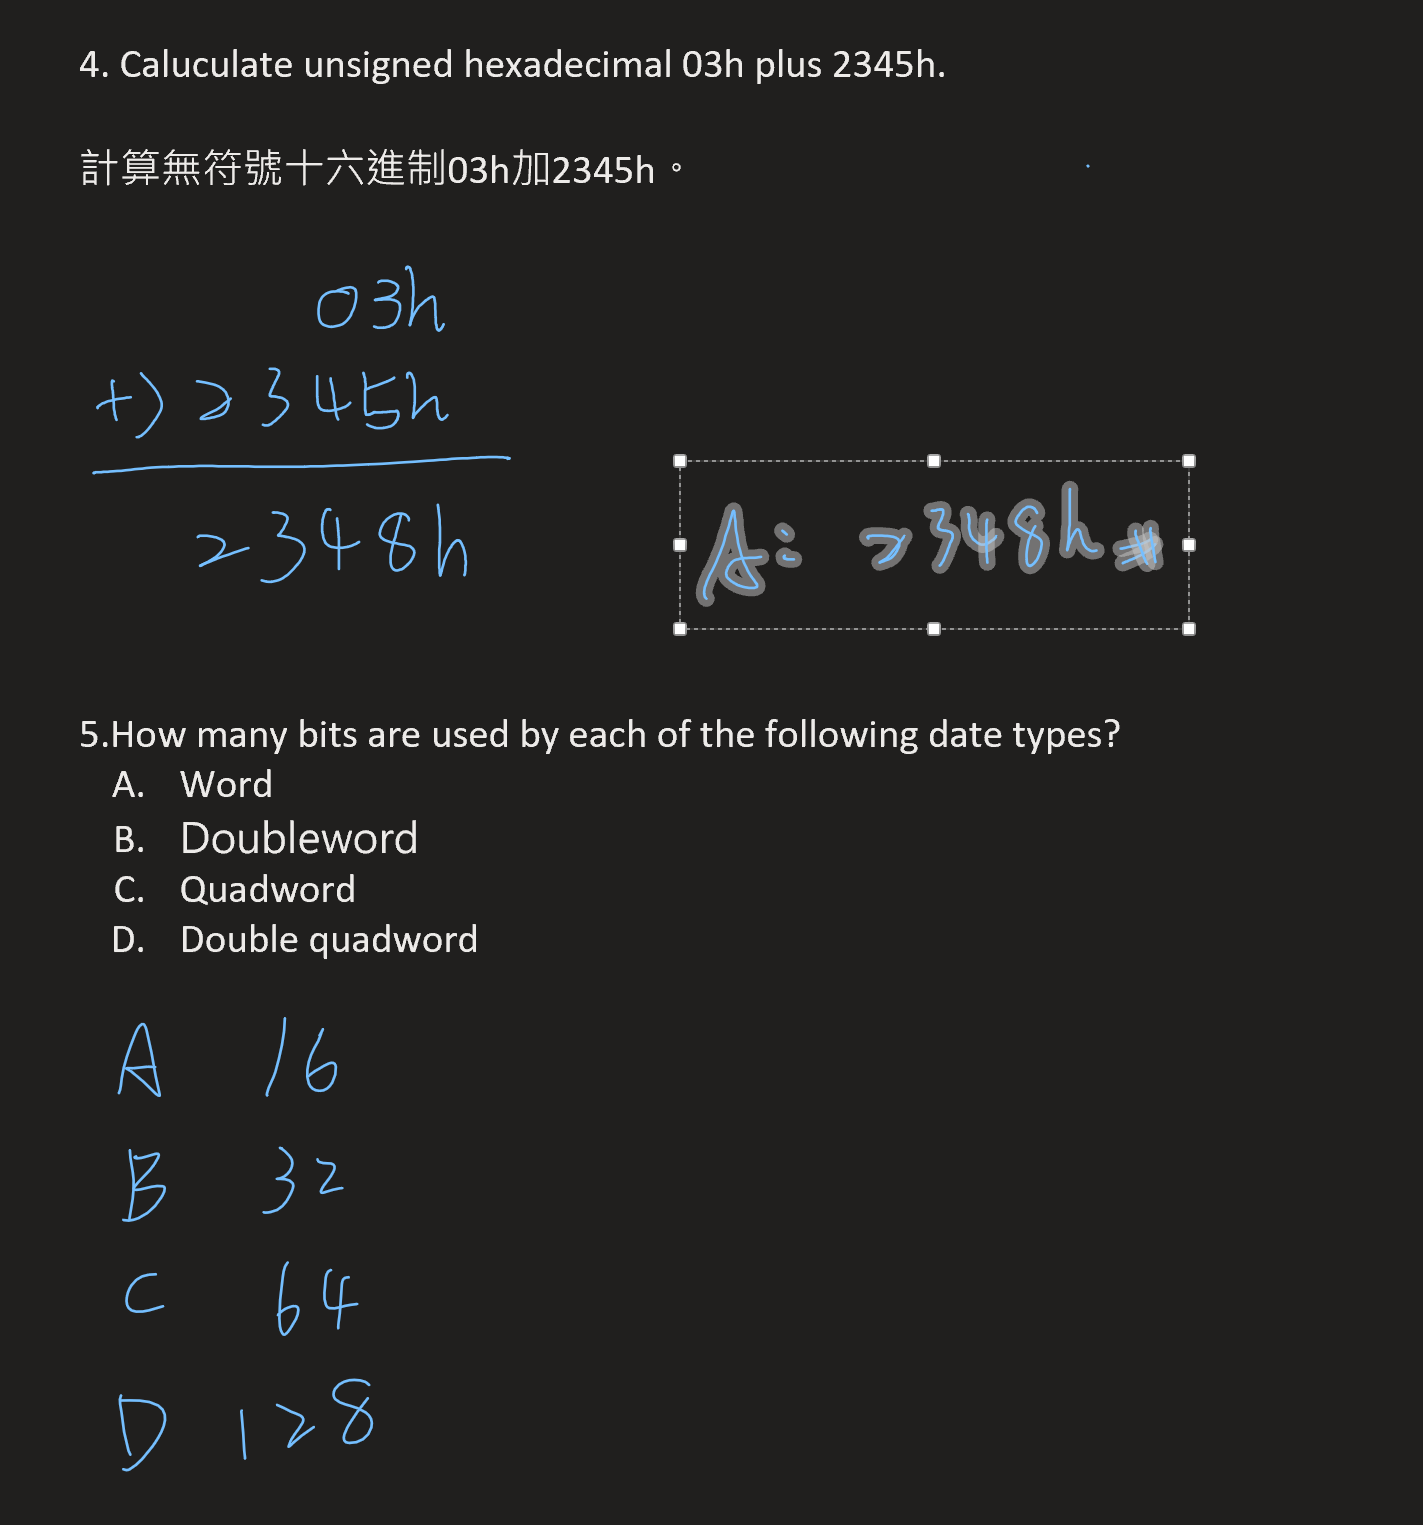 4. Caluculate unsigned hexadecimal 03h plus 2345h.
計算無符號十六進制03h加2345h。
03h
+) 2345h
2348h
A: 2348h #
5.How many bits are used by each of the following date types?
A. Word
B. Doubleword
C. Quadword
D. Double quadword
A 16
B 32
C 64
D 128